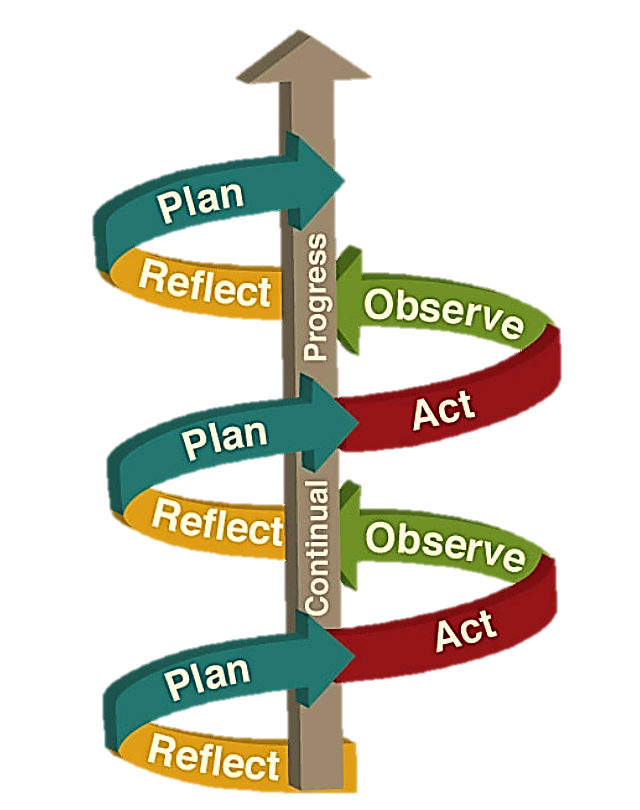 Plan
Reflect
Observe
Progress
Act
Plan
Reflect
Observe
Continual
Act
Plan
Reflect